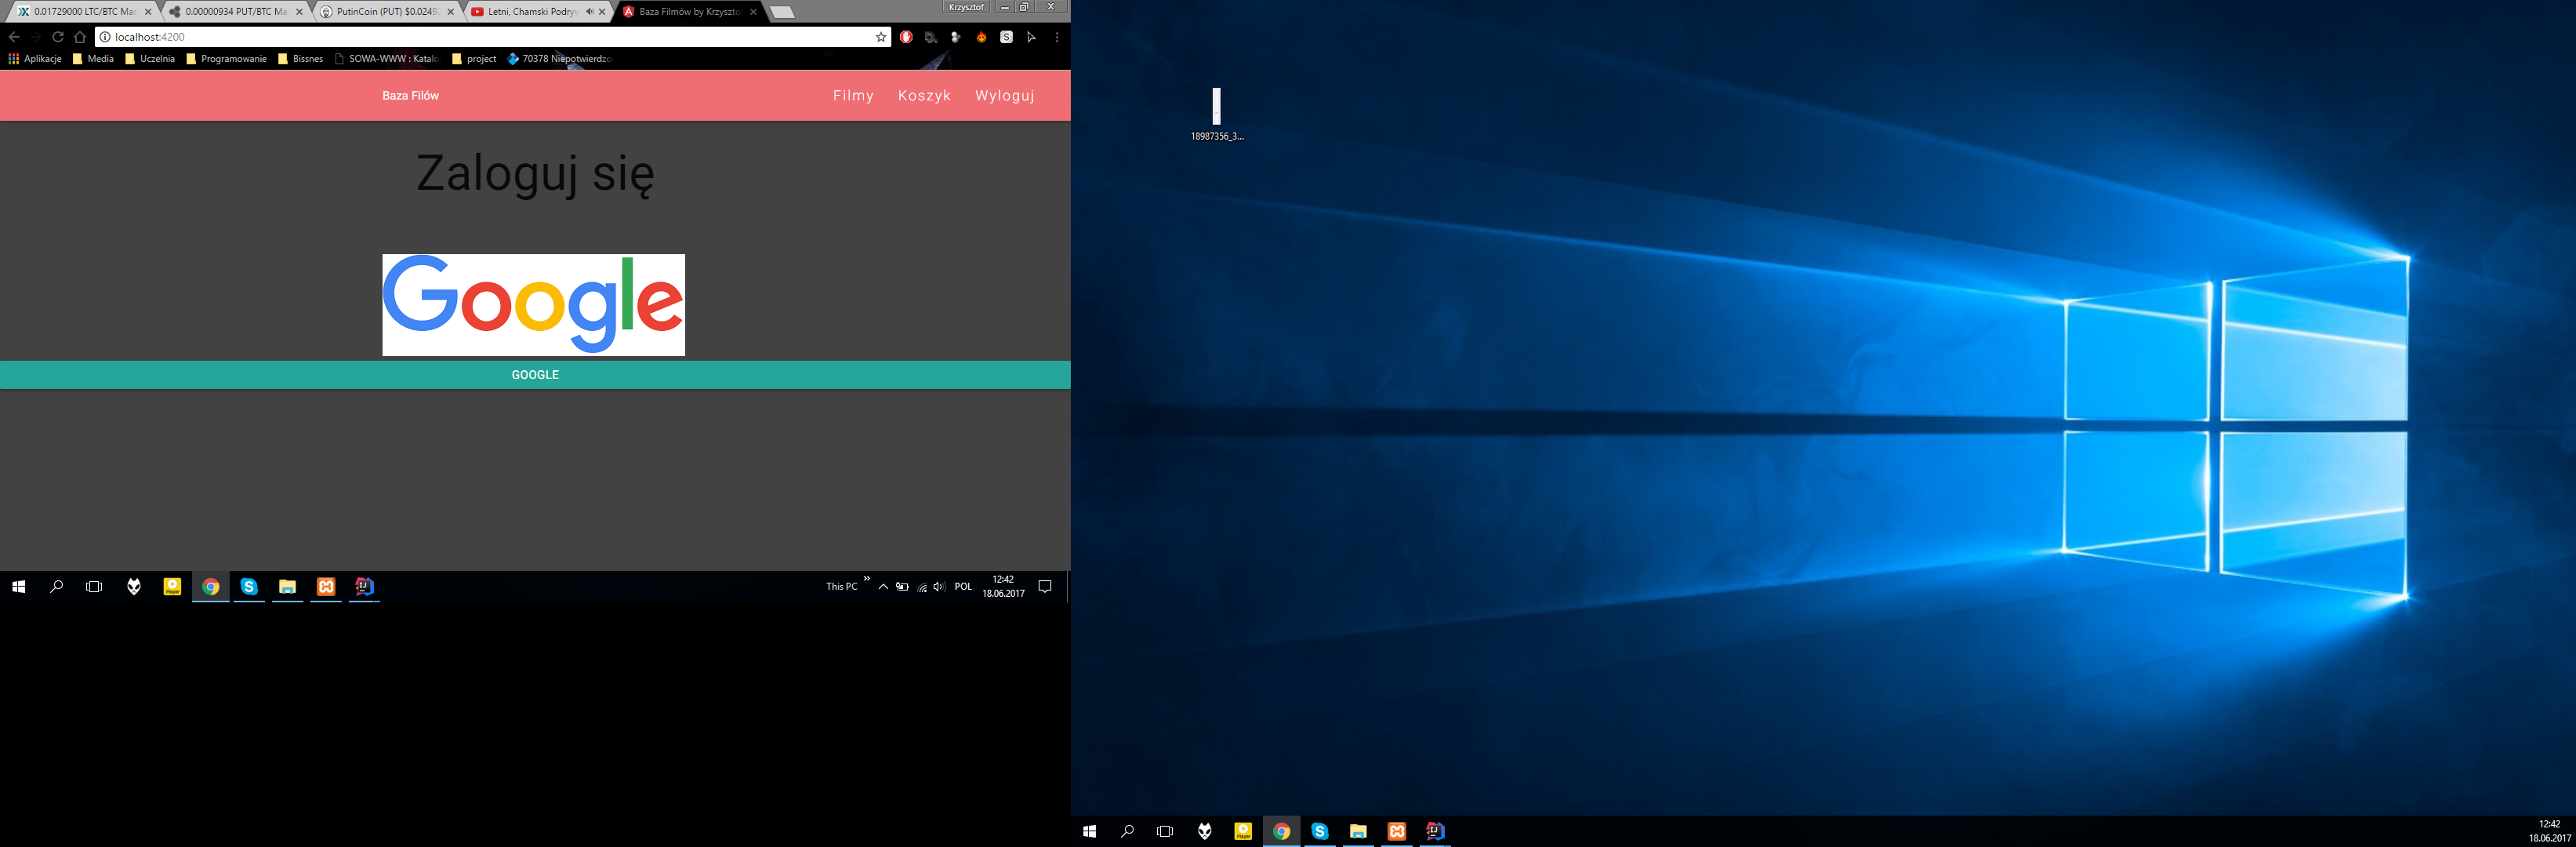 0.01729000 LTC/BTC Ma
0.00000934 PUT/BTC Ma
PutinCoin (PUT) $0.0249
Letni, Chamski Podryw
Baza Filmów by Krzyszto
Krzysztof
localhost:4200
S
Aplikacje
Media
Uczelnia
Programowanie
Bissnes
SOWA-WWW : Katalo
project
70378 Niepotwierdzo
Baza Filów
Filmy
Koszyk
Wyloguj
Zaloguj się
Google
GOOGLE
This PC
POL
12:42
18.06.2017
18987356_3...
12:42
18.06.2017